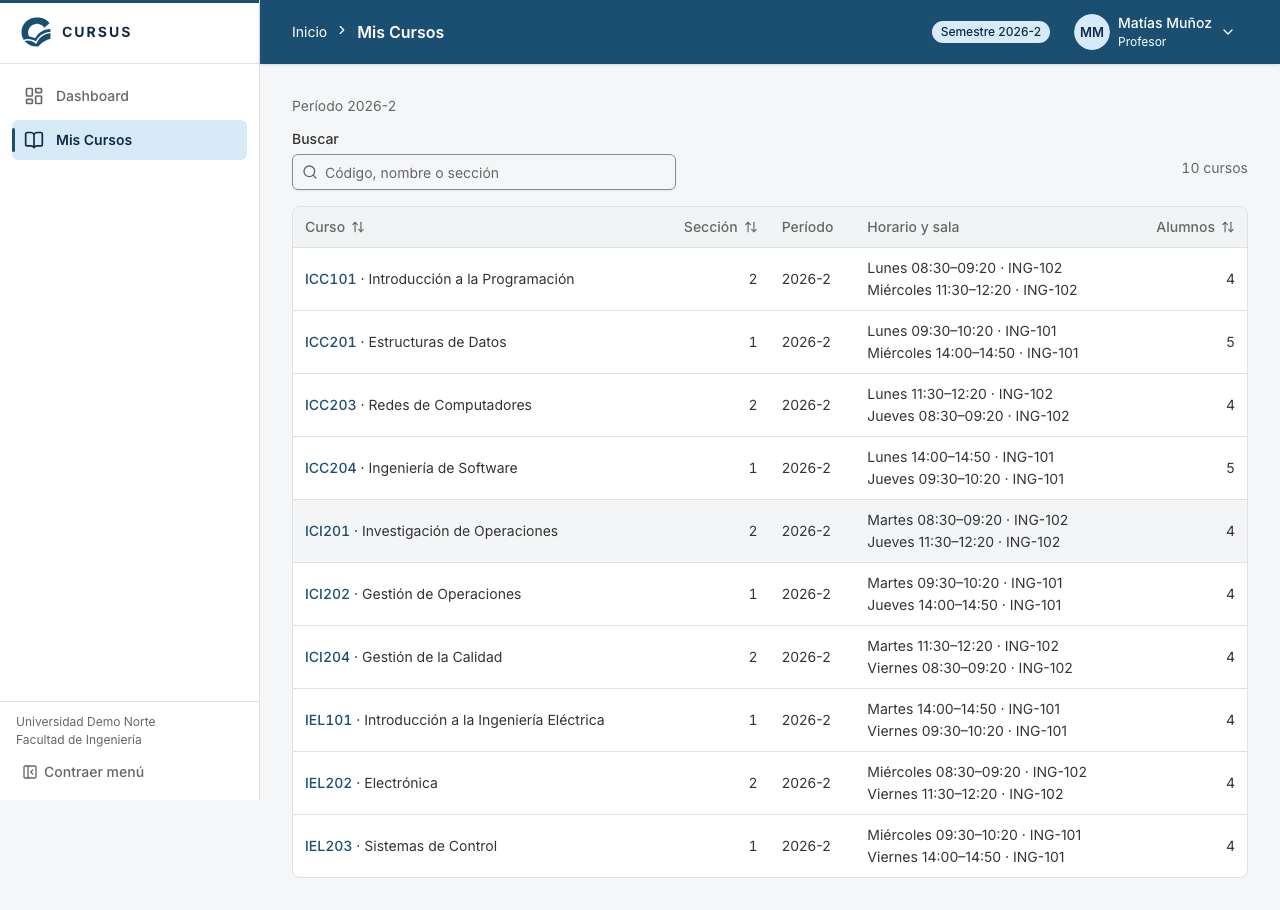 CURSUS
Inicio
Mis Cursos
Semestre 2026-2
MM
Matías Muñoz
Profesor
Dashboard
Mis Cursos
Período 2026-2
Buscar
Código, nombre o sección
10 cursos
Curso Sección Período Horario y sala Alumnos
ICC101 · Introducción a la Programación 2 2026-2 Lunes 08:30–09:20 · ING-102 4
Miércoles 11:30–12:20 · ING-102
ICC201 · Estructuras de Datos 1 2026-2 Lunes 09:30–10:20 · ING-101 5
Miércoles 14:00–14:50 · ING-101
ICC203 · Redes de Computadores 2 2026-2 Lunes 11:30–12:20 · ING-102 4
Jueves 08:30–09:20 · ING-102
ICC204 · Ingeniería de Software 1 2026-2 Lunes 14:00–14:50 · ING-101 5
Jueves 09:30–10:20 · ING-101
ICI201 · Investigación de Operaciones 2 2026-2 Martes 08:30–09:20 · ING-102 4
Jueves 11:30–12:20 · ING-102
ICI202 · Gestión de Operaciones 1 2026-2 Martes 09:30–10:20 · ING-101 4
Jueves 14:00–14:50 · ING-101
ICI204 · Gestión de la Calidad 2 2026-2 Martes 11:30–12:20 · ING-102 4
Viernes 08:30–09:20 · ING-102
IEL101 · Introducción a la Ingeniería Eléctrica 1 2026-2 Martes 14:00–14:50 · ING-101 4
Viernes 09:30–10:20 · ING-101
IEL202 · Electrónica 2 2026-2 Miércoles 08:30–09:20 · ING-102 4
Viernes 11:30–12:20 · ING-102
IEL203 · Sistemas de Control 1 2026-2 Miércoles 09:30–10:20 · ING-101 4
Viernes 14:00–14:50 · ING-101
Universidad Demo Norte
Facultad de Ingeniería
Contraer menú